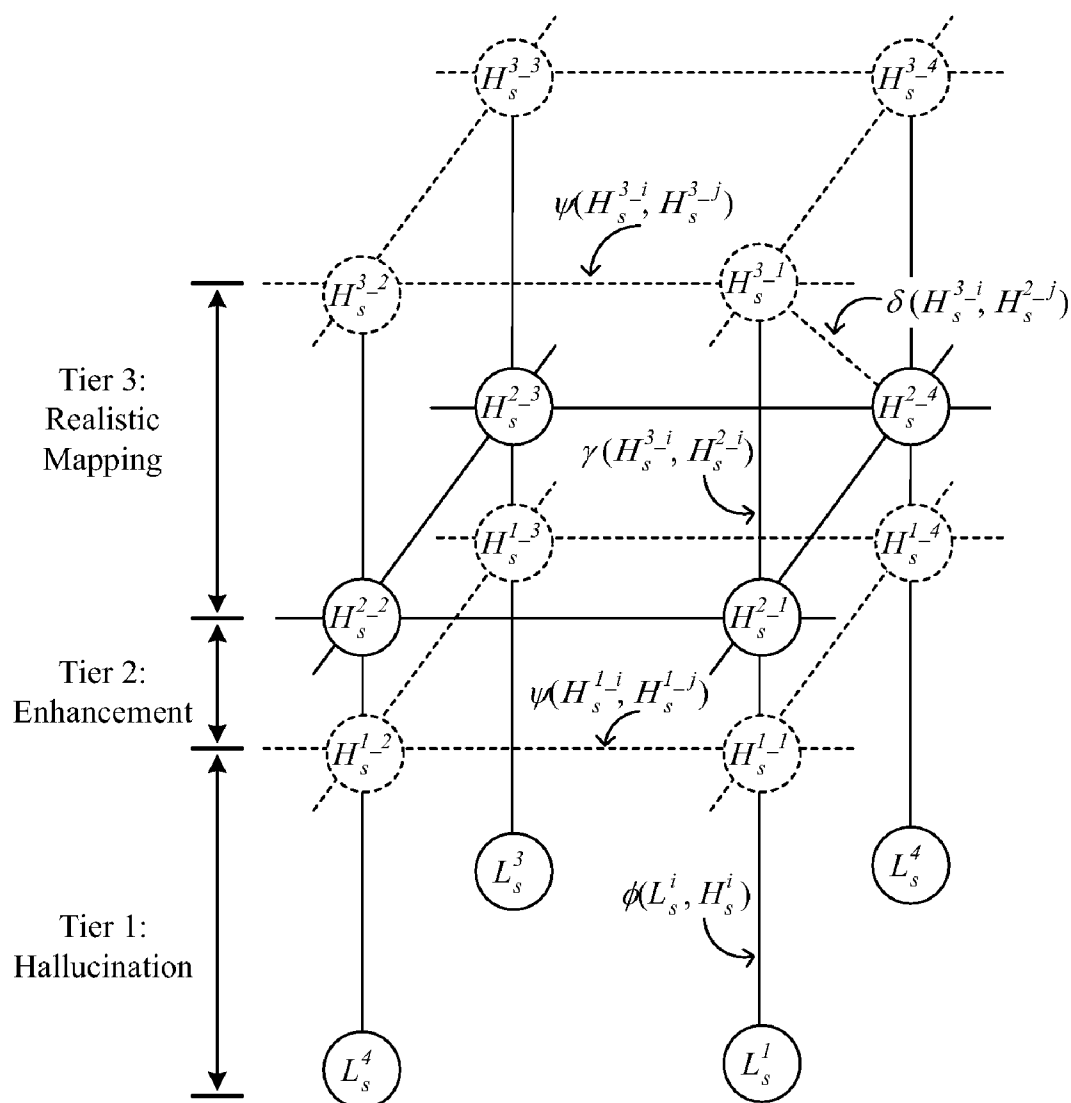 H_s^{3_3}
H_s^{3_4}
ψ(H_s^{3_i}, H_s^{3_j})
H_s^{3_2}
H_s^{3_1}
δ(H_s^{3_i}, H_s^{2_j})
Tier 3:
Realistic
Mapping
H_s^{2_3}
H_s^{2_4}
γ(H_s^{3_i}, H_s^{2_i})
H_s^{1_3}
H_s^{1_4}
H_s^{2_2}
H_s^{2_1}
Tier 2:
Enhancement
ψ(H_s^{1_i}, H_s^{1_j})
H_s^{1_2}
H_s^{1_1}
L_s^3
L_s^4
ϕ(L_s^i, H_s^i)
Tier 1:
Hallucination
L_s^4
L_s^1